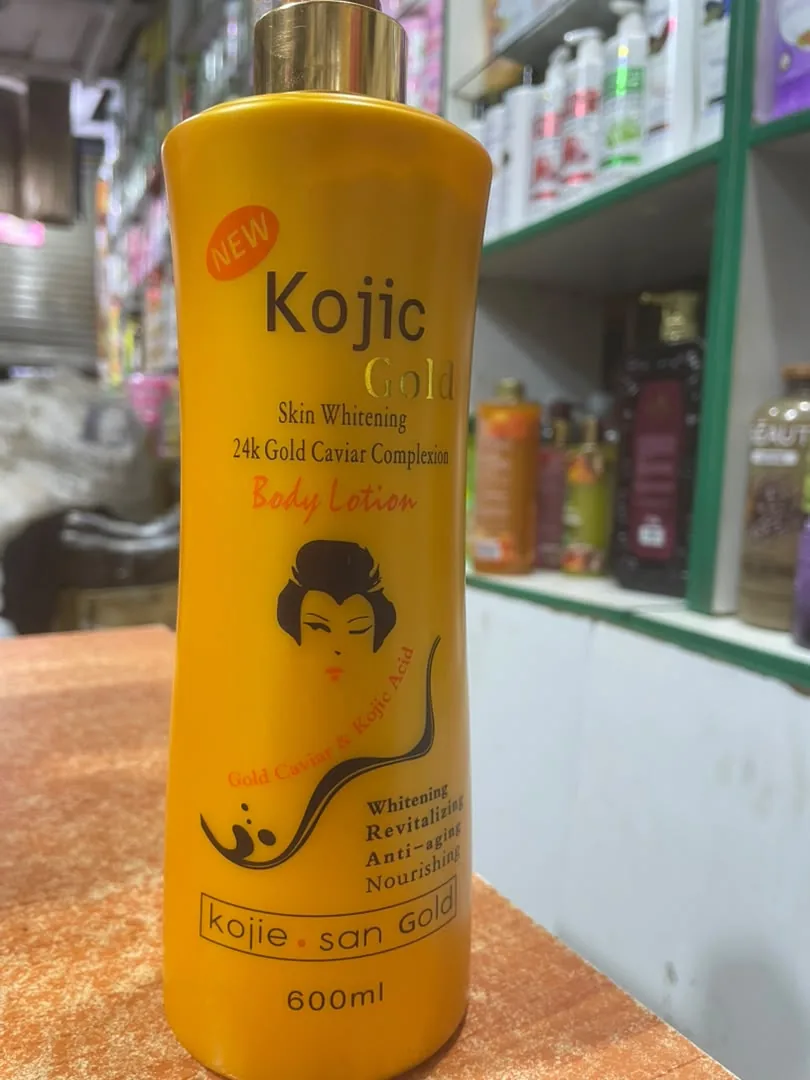 NEW
Kojic
Gold
Skin Whitening
24k Gold Caviar Complexion
Body Lotion
Gold Caviar & Kojic Acid
Whitening
Revitalizing
Anti-aging
Nourishing
kojie.san Gold
600ml